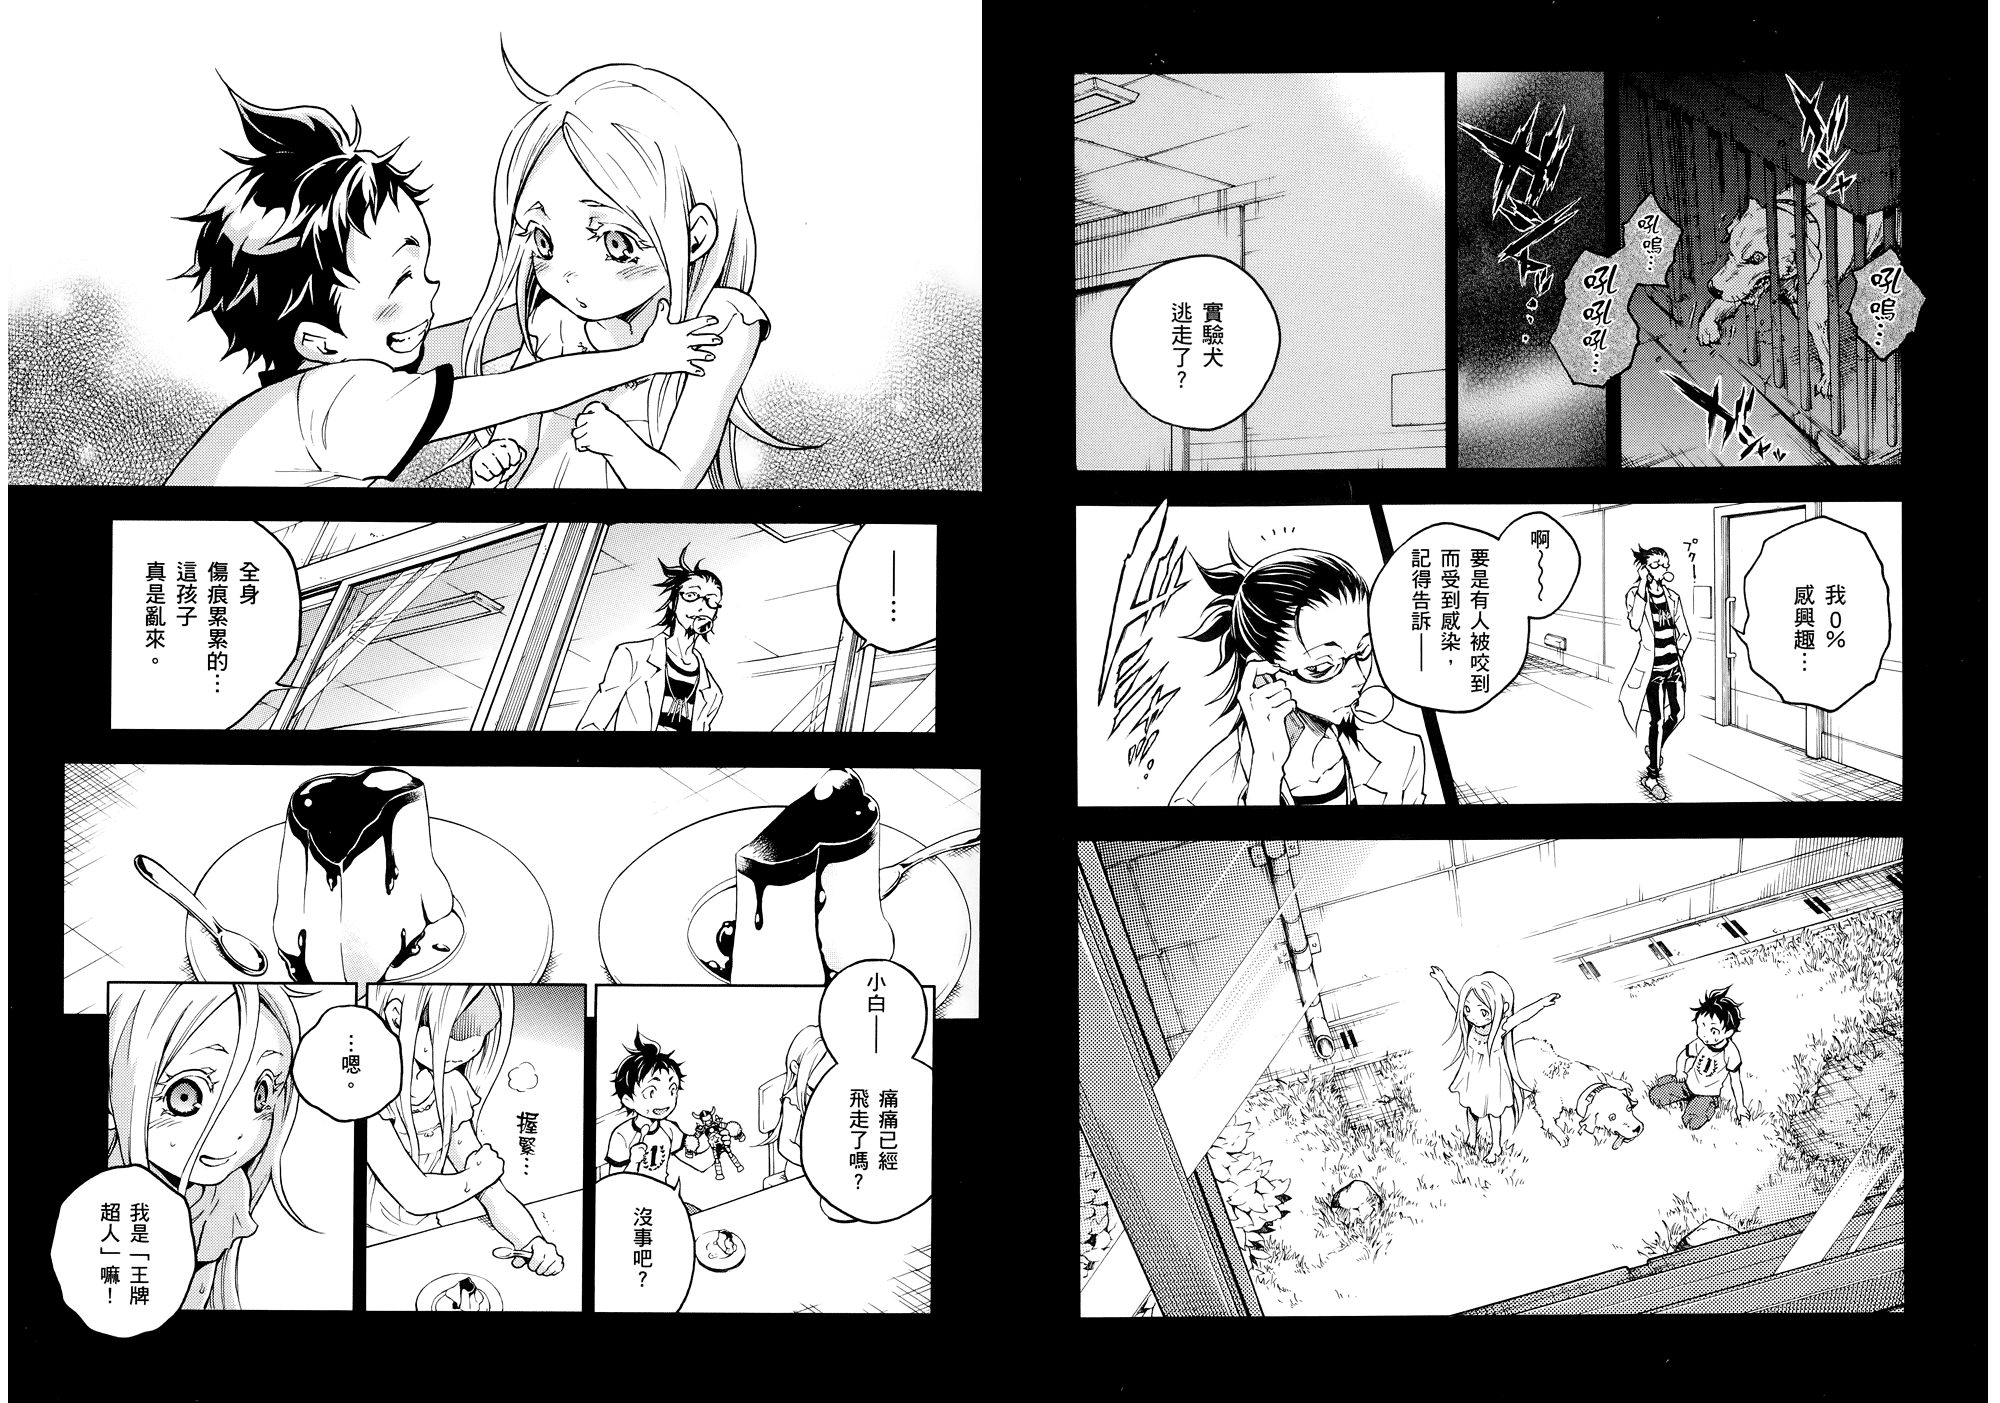 吼嗚…
吼嗚…
吼
吼
吼…
實驗犬
逃走了？
我0%
感興趣…
プクー
啊～～
要是有人被咬到
而受到感染，
記得告訴——
——…
全身
傷痕累累的…
這孩子
真是亂來。
小白——
痛痛已經
飛走了嗎？
沒事吧？
握緊…
…嗯。
我是「王牌
超人」嘛！